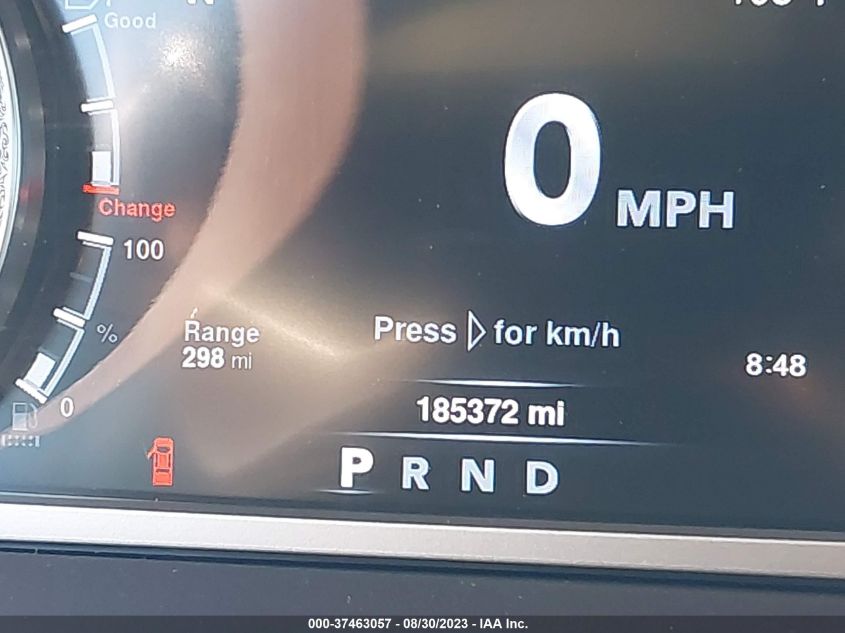 Good
0 MPH
Change
100
%
Range
298 mi
Press ▷ for km/h
8:48
185372 mi
0
P R N D
000-37463057 - 08/30/2023 - IAA Inc.